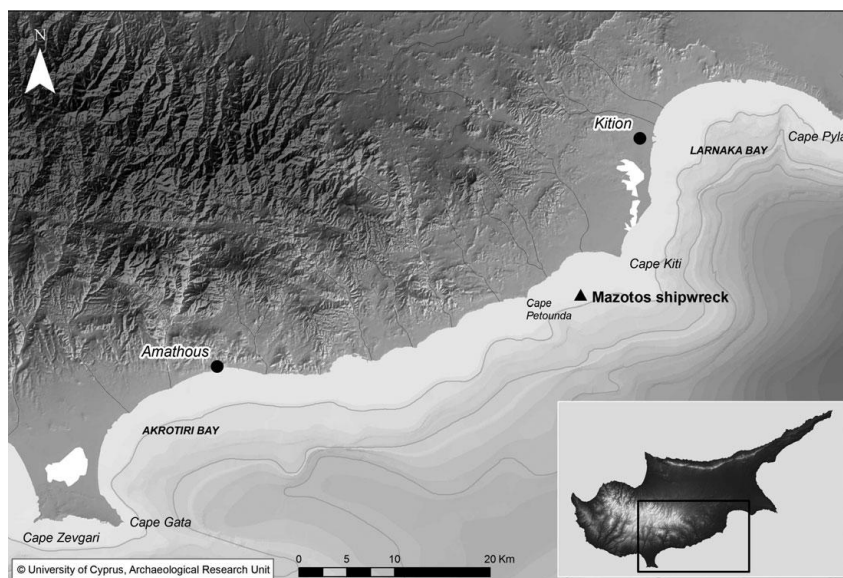 N
Kition
LARNAKA BAY
Cape Pyla
Cape Kiti
Mazotos shipwreck
Cape
Petounda
Amathous
AKROTIRI BAY
Cape Gata
Cape Zevgari
© University of Cyprus, Archaeological Research Unit
0 5 10 20 Km